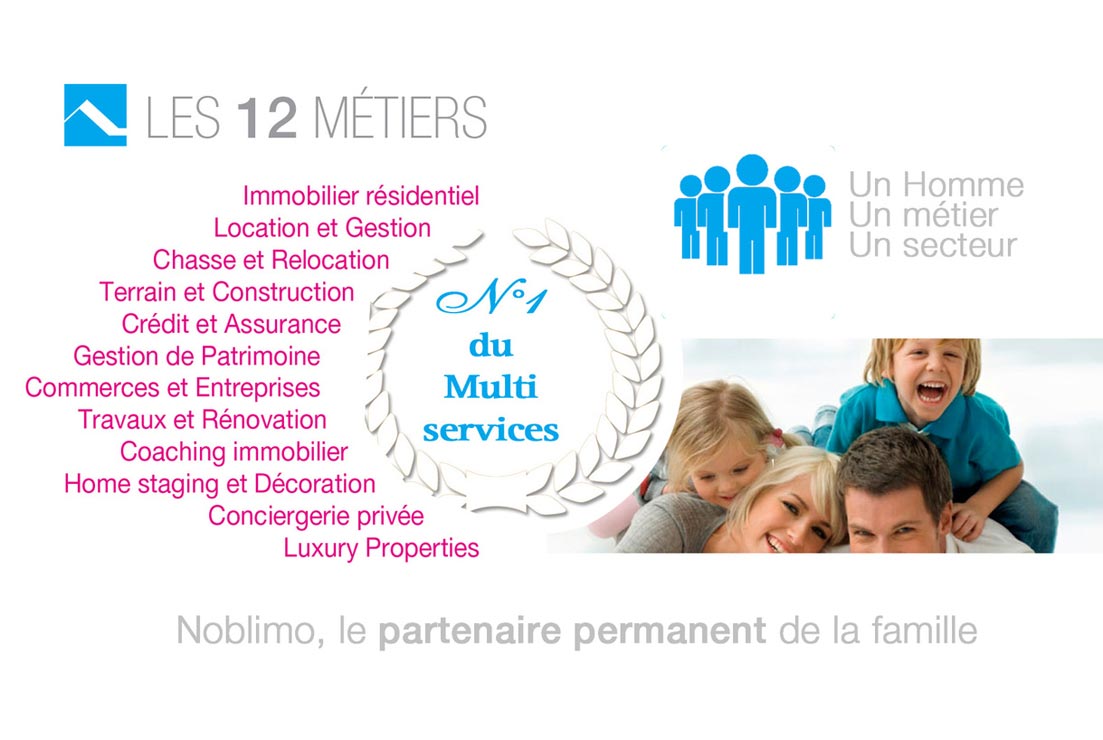 LES 12 MÉTIERS
Immobilier résidentiel
Location et Gestion
Chasse et Relocation
Terrain et Construction
Crédit et Assurance
Gestion de Patrimoine
Commerces et Entreprises
Travaux et Rénovation
Coaching immobilier
Home staging et Décoration
Conciergerie privée
Luxury Properties
N°1
du
Multi
services
Un Homme
Un métier
Un secteur
Noblimo, le partenaire permanent de la famille